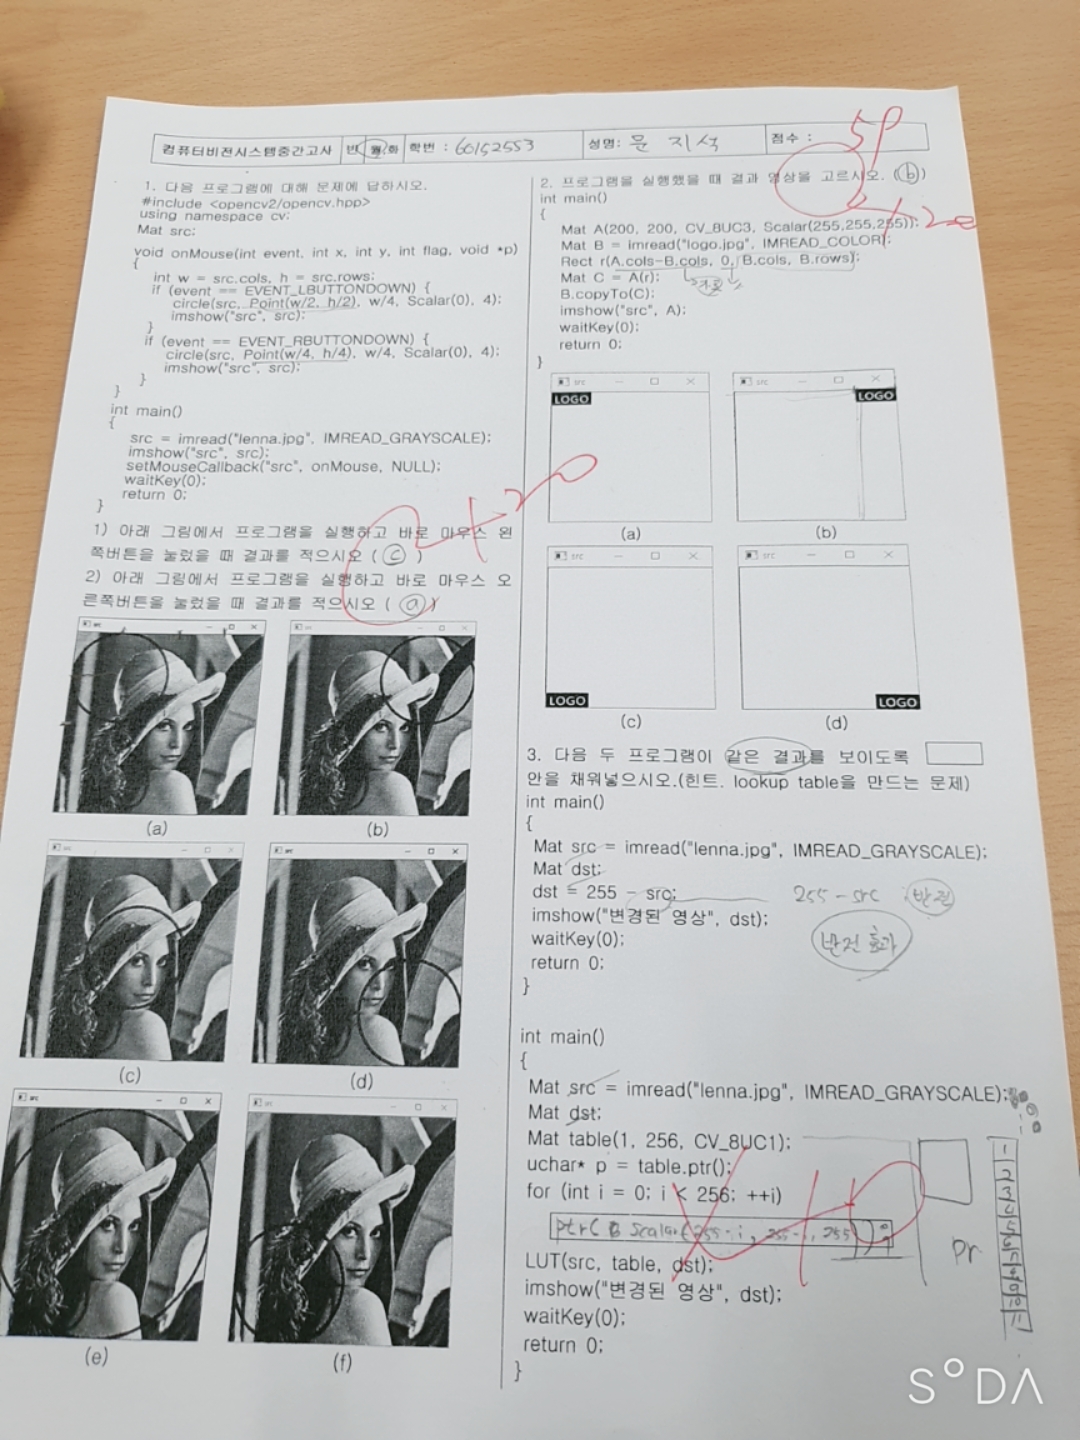 컴퓨터비전시스템중간고사 반 월화 학번 : 60152553 성명: 문 지석 점수 : 5p
1. 다음 프로그램에 대해 문제에 답하시오.
#include <opencv2/opencv.hpp>
using namespace cv;
Mat src;
void onMouse(int event, int x, int y, int flag, void *p)
{
int w = src.cols, h = src.rows;
if (event == EVENT_LBUTTONDOWN) {
circle(src, Point(w/2, h/2), w/4, Scalar(0), 4);
imshow("src", src);
}
if (event == EVENT_RBUTTONDOWN) {
circle(src, Point(w/4, h/4), w/4, Scalar(0), 4);
imshow("src", src);
}
}
int main()
{
src = imread("lenna.jpg", IMREAD_GRAYSCALE);
imshow("src", src);
setMouseCallback("src", onMouse, NULL);
waitKey(0);
return 0;
}
1) 아래 그림에서 프로그램을 실행하고 바로 마우스 왼
쪽버튼을 눌렀을 때 결과를 적으시오 ( c )
2) 아래 그림에서 프로그램을 실행하고 바로 마우스 오
른쪽버튼을 눌렀을 때 결과를 적으시오 ( a )
2+20
src
(a)
(b)
src
(c)
src
(d)
src
(e)
src
(f)
2. 프로그램을 실행했을 때 결과 영상을 고르시오. ( b )
int main()
{
Mat A(200, 200, CV_8UC3, Scalar(255,255,255));
Mat B = imread("logo.jpg", IMREAD_COLOR);
Rect r(A.cols-B.cols, 0, B.cols, B.rows);
Mat C = A(r);
B.copyTo(C);
imshow("src", A);
waitKey(0);
return 0;
}
src
LOGO
(a)
src
LOGO
(b)
src
LOGO
(c)
src
LOGO
(d)
3. 다음 두 프로그램이 같은 결과를 보이도록
안을 채워넣으시오.(힌트. lookup table을 만드는 문제)
int main()
{
Mat src = imread("lenna.jpg", IMREAD_GRAYSCALE);
Mat dst;
dst = 255 - src;
255 - src : 반전
imshow("변경된 영상", dst);
반전 효과
waitKey(0);
return 0;
}
int main()
{
Mat src = imread("lenna.jpg", IMREAD_GRAYSCALE);
Mat dst;
Mat table(1, 256, CV_8UC1);
uchar* p = table.ptr();
for (int i = 0; i < 256; ++i)
Scalar(255-i, 255-i, 255
pr
LUT(src, table, dst);
imshow("변경된 영상", dst);
waitKey(0);
return 0;
}
SODA